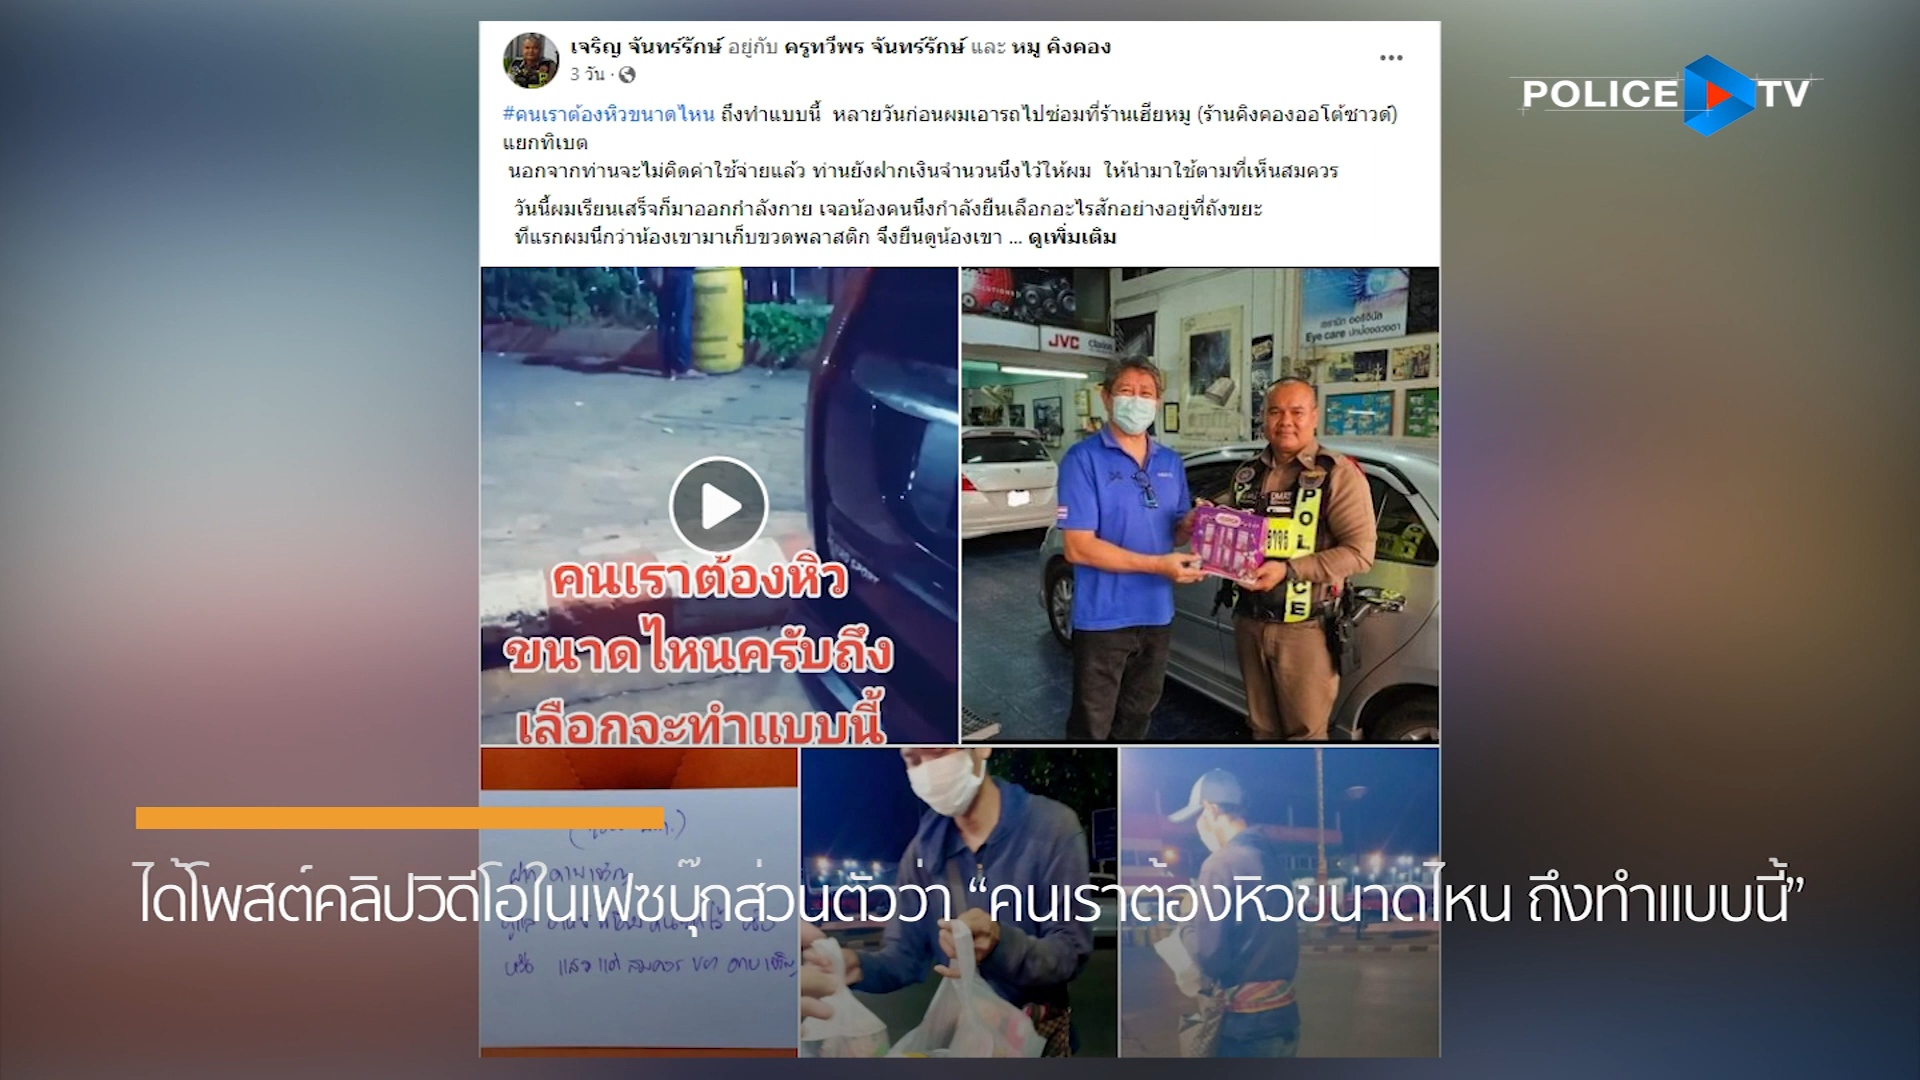 เจริญ จันทร์รักษ์ อยู่กับ ครูทวีพร จันทร์รักษ์ และ หมู คิงคอง
3 วัน ·
POLICE TV
#คนเราต้องหิวขนาดไหน ถึงทำแบบนี้ หลายวันก่อนผมเอารถไปซ่อมที่ร้านเฮียหมู (ร้านคิงคองออโต้ซาวด์)
แยกทิเบต
นอกจากท่านจะไม่คิดค่าใช้จ่ายแล้ว ท่านยังฝากเงินจำนวนนึงไว้ให้ผม ให้นำมาใช้ตามที่เห็นสมควร
วันนี้ผมเรียนเสร็จก็มาออกกำลังกาย เจอน้องคนนึงกำลังยืนเลือกอะไรสักอย่างอยู่ที่ถังขยะ
ทีแรกผมนึกว่าน้องเขามาเก็บขวดพลาสติก จึงยืนดูน้องเขา ... ดูเพิ่มเติม
JVC
Eye care ปกป้องดวงตา
POLICE
คนเราต้องหิว
ขนาดไหนครับถึง
เลือกจะทำแบบนี้
ได้โพสต์คลิปวิดีโอในเฟซบุ๊กส่วนตัวว่า “คนเราต้องหิวขนาดไหน ถึงทำแบบนี้”